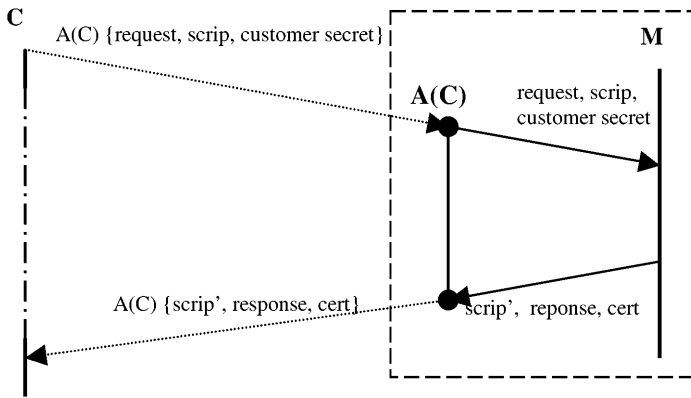 C
A(C) {request, scrip, customer secret}
M
A(C)
request, scrip,
customer secret
A(C) {scrip’, response, cert}
scrip’, reponse, cert